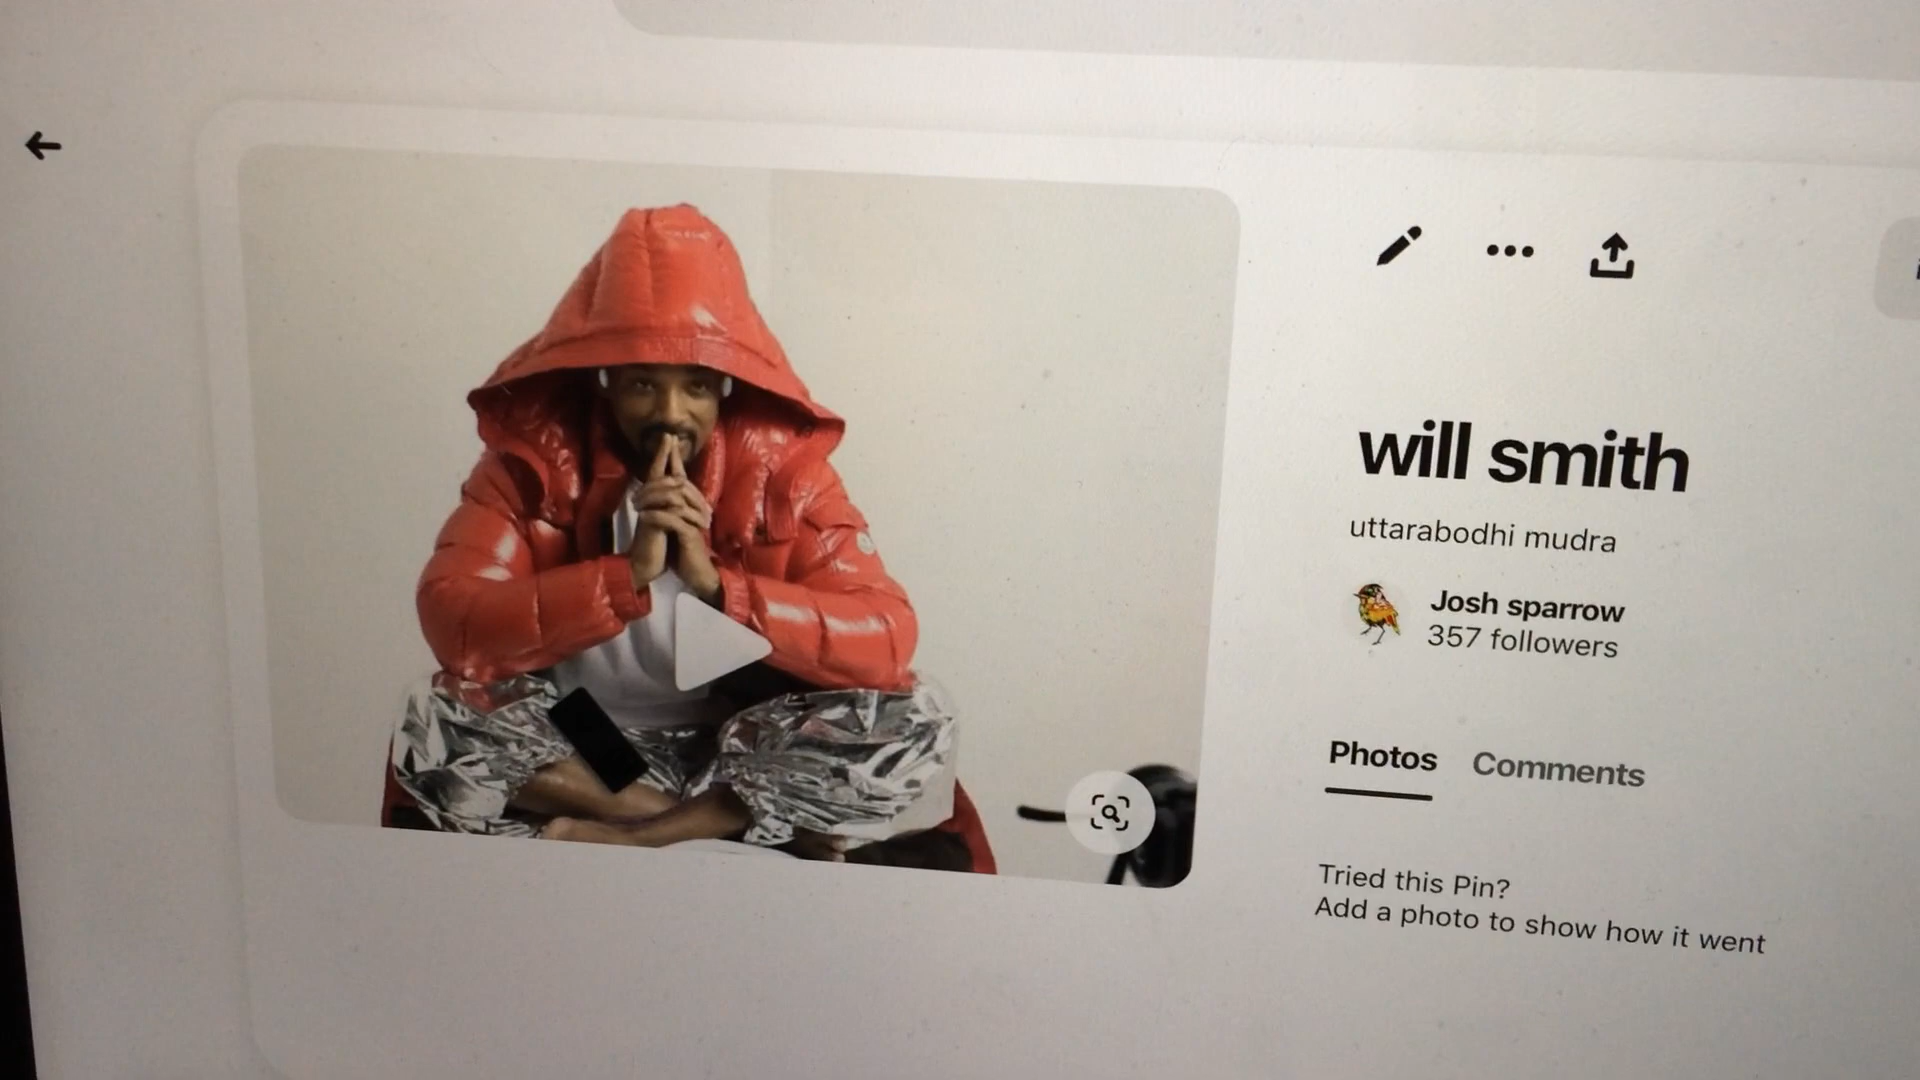 will smith
uttarabodhi mudra
Josh sparrow
357 followers
Photos
Comments
Tried this Pin?
Add a photo to show how it went